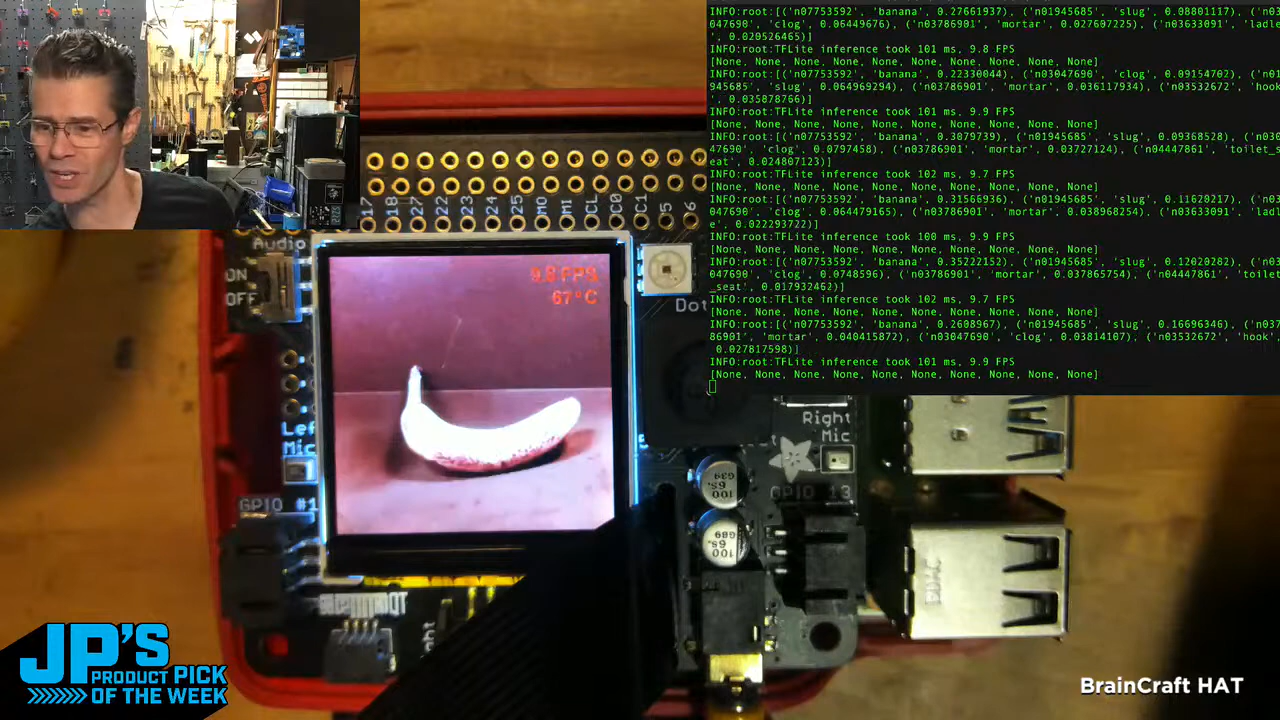 INFO:root:[('n07753592', 'banana', 0.27661937), ('n01945685', 'slug', 0.08801117), ('n03
047690', 'clog', 0.06449676), ('n03786901', 'mortar', 0.027607225), ('n03633091', 'ladle
', 0.020526465)]
INFO:root:TFLite inference took 101 ms, 9.8 FPS
[None, None, None, None, None, None, None, None, None, None]
INFO:root:[('n07753592', 'banana', 0.22330044), ('n03047690', 'clog', 0.09154702), ('n01
945685', 'slug', 0.064969294), ('n03786901', 'mortar', 0.036117934), ('n03532672', 'hook
', 0.035878766)]
INFO:root:TFLite inference took 101 ms, 9.9 FPS
[None, None, None, None, None, None, None, None, None, None]
INFO:root:[('n07753592', 'banana', 0.3079739), ('n01945685', 'slug', 0.09368528), ('n030
47690', 'clog', 0.0797458), ('n03786901', 'mortar', 0.03727124), ('n04447861', 'toilet_s
eat', 0.024807123)]
INFO:root:TFLite inference took 102 ms, 9.7 FPS
[None, None, None, None, None, None, None, None, None, None]
INFO:root:[('n07753592', 'banana', 0.31566936), ('n01945685', 'slug', 0.11620217), ('n03
047690', 'clog', 0.064479165), ('n03786901', 'mortar', 0.038968254), ('n03633091', 'ladl
e', 0.022293722)]
INFO:root:TFLite inference took 100 ms, 9.9 FPS
[None, None, None, None, None, None, None, None, None, None]
INFO:root:[('n07753592', 'banana', 0.35222152), ('n01945685', 'slug', 0.12020282), ('n03
047690', 'clog', 0.0748596), ('n03786901', 'mortar', 0.037865754), ('n04447861', 'toilet
_seat', 0.017932462)]
INFO:root:TFLite inference took 102 ms, 9.7 FPS
[None, None, None, None, None, None, None, None, None, None]
INFO:root:[('n07753592', 'banana', 0.2608967), ('n01945685', 'slug', 0.16696346), ('n037
86901', 'mortar', 0.040415872), ('n03047690', 'clog', 0.03814107), ('n03532672', 'hook',
0.027817598)]
INFO:root:TFLite inference took 101 ms, 9.9 FPS
[None, None, None, None, None, None, None, None, None, None]
17 18 27 22 23 24 25 MO MI CL C0 C1 5 6
Audio
ON
OFF
9.8 FPS
67°C
Dot
Left
Mic
Right
Mic
GPIO #1
GPIO 13
100
6S.
G34
100
6S.
G89
JP'S
PRODUCT PICK
OF THE WEEK
BrainCraft HAT